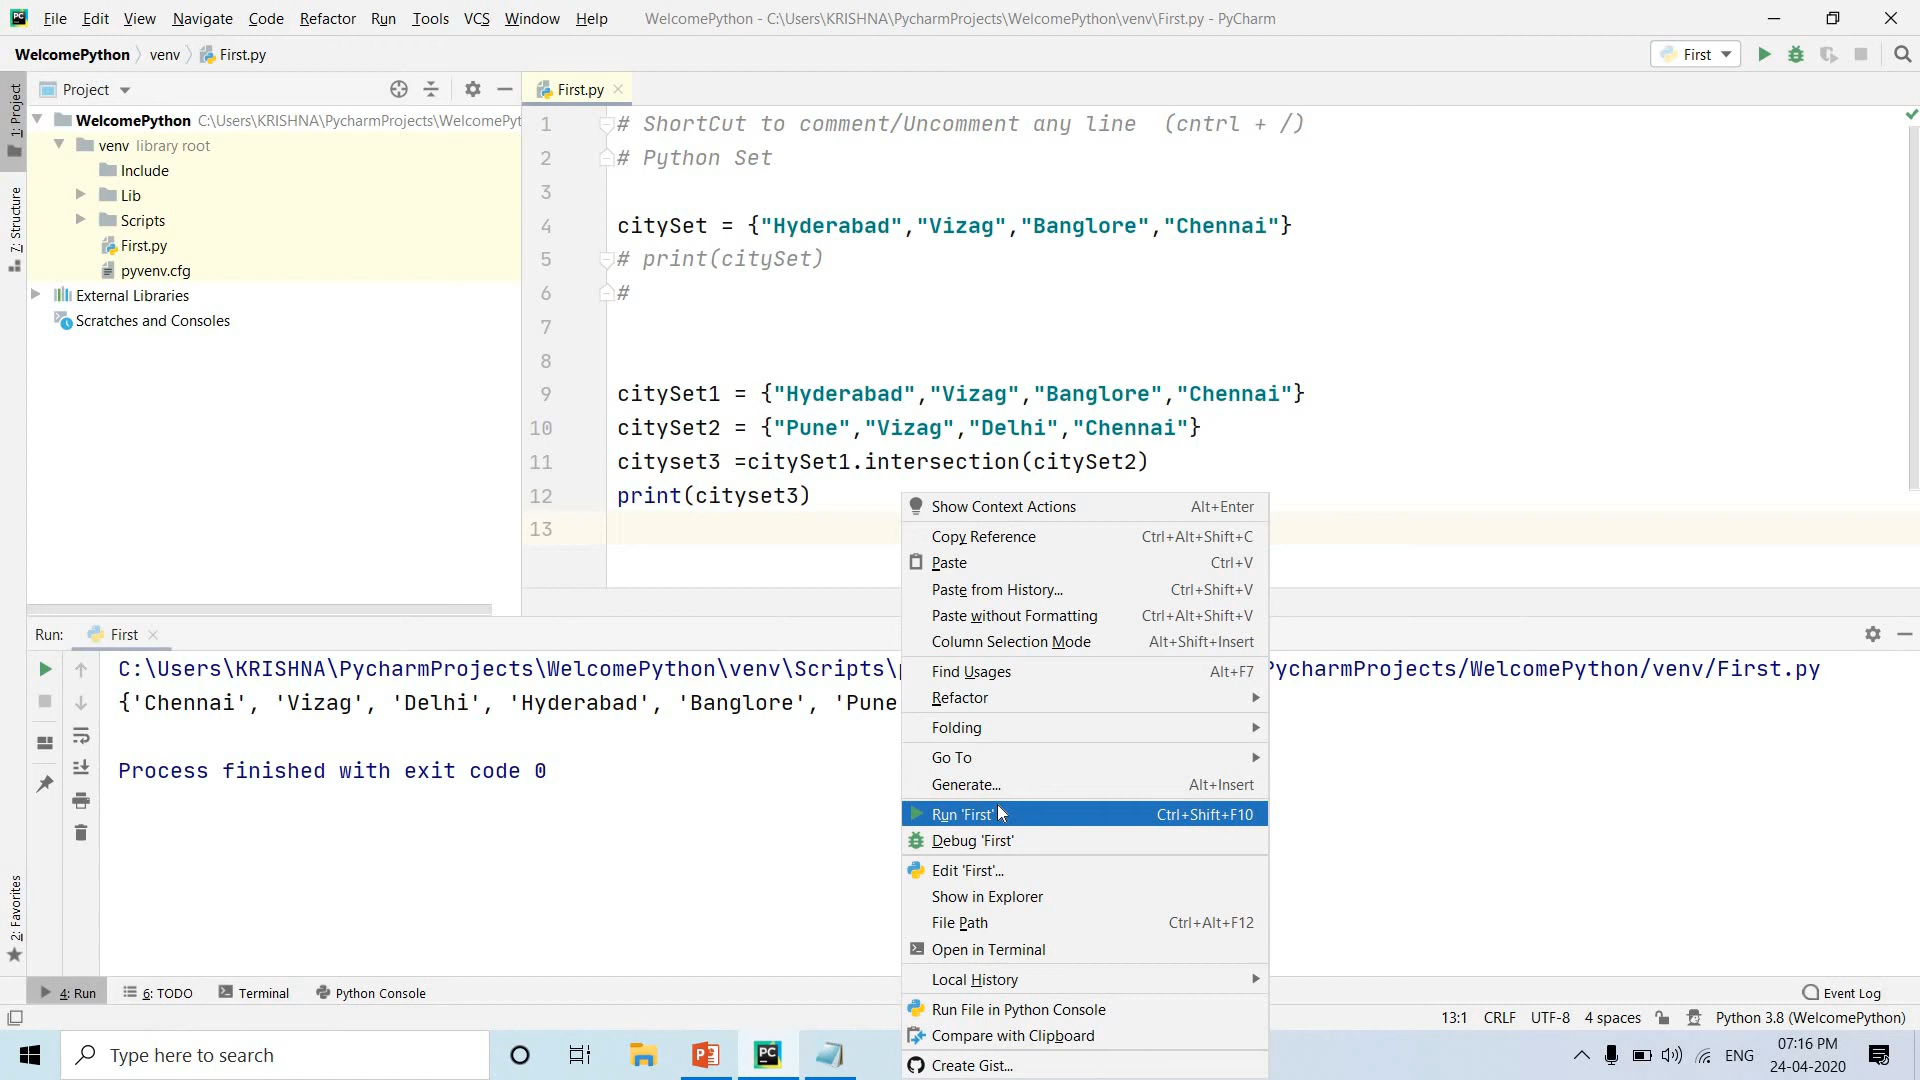 File Edit View Navigate Code Refactor Run Tools VCS Window Help WelcomePython - C:\Users\KRISHNA\PycharmProjects\WelcomePython\venv\First.py - PyCharm
WelcomePython venv First.py First
1: Project
7: Structure
2: Favorites
Project
WelcomePython C:\Users\KRISHNA\PycharmProjects\WelcomePyt
venv library root
Include
Lib
Scripts
First.py
pyvenv.cfg
External Libraries
Scratches and Consoles
First.py
1 # ShortCut to comment/Uncomment any line (cntrl + /)
2 # Python Set
3
4 citySet = {"Hyderabad","Vizag","Banglore","Chennai"}
5 # print(citySet)
6 #
7
8
9 citySet1 = {"Hyderabad","Vizag","Banglore","Chennai"}
10 citySet2 = {"Pune","Vizag","Delhi","Chennai"}
11 cityset3 =citySet1.intersection(citySet2)
12 print(cityset3)
13
Show Context Actions Alt+Enter
Copy Reference Ctrl+Alt+Shift+C
Paste Ctrl+V
Paste from History... Ctrl+Shift+V
Paste without Formatting Ctrl+Alt+Shift+V
Column Selection Mode Alt+Shift+Insert
Find Usages Alt+F7
Refactor
Folding
Go To
Generate... Alt+Insert
Run 'First' Ctrl+Shift+F10
Debug 'First'
Edit 'First'...
Show in Explorer
File Path Ctrl+Alt+F12
Open in Terminal
Local History
Run File in Python Console
Compare with Clipboard
Create Gist...
Run: First
C:\Users\KRISHNA\PycharmProjects\WelcomePython\venv\Scripts\ PycharmProjects/WelcomePython/venv/First.py
{'Chennai', 'Vizag', 'Delhi', 'Hyderabad', 'Banglore', 'Pune
Process finished with exit code 0
4: Run 6: TODO Terminal Python Console Event Log
13:1 CRLF UTF-8 4 spaces Python 3.8 (WelcomePython)
Type here to search ENG 07:16 PM
24-04-2020